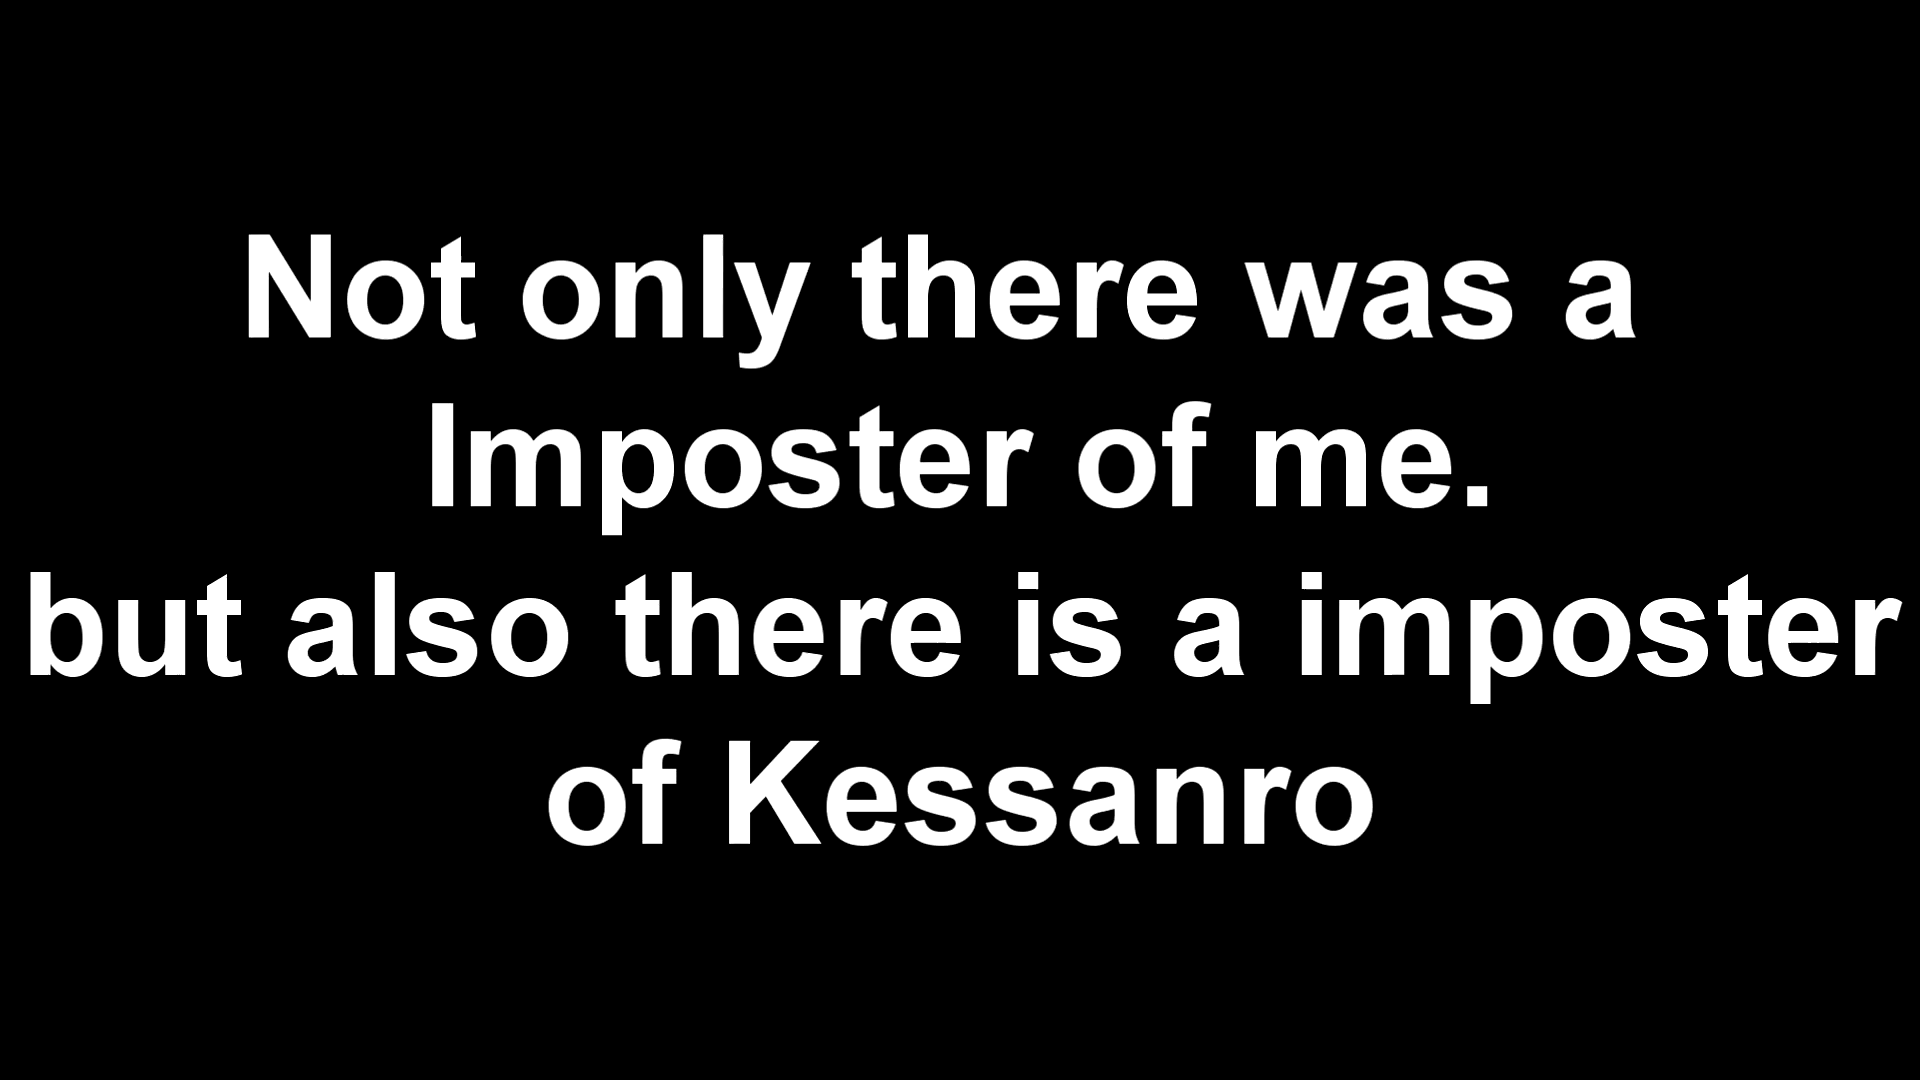 Not only there was a
Imposter of me.
but also there is a imposter
of Kessanro